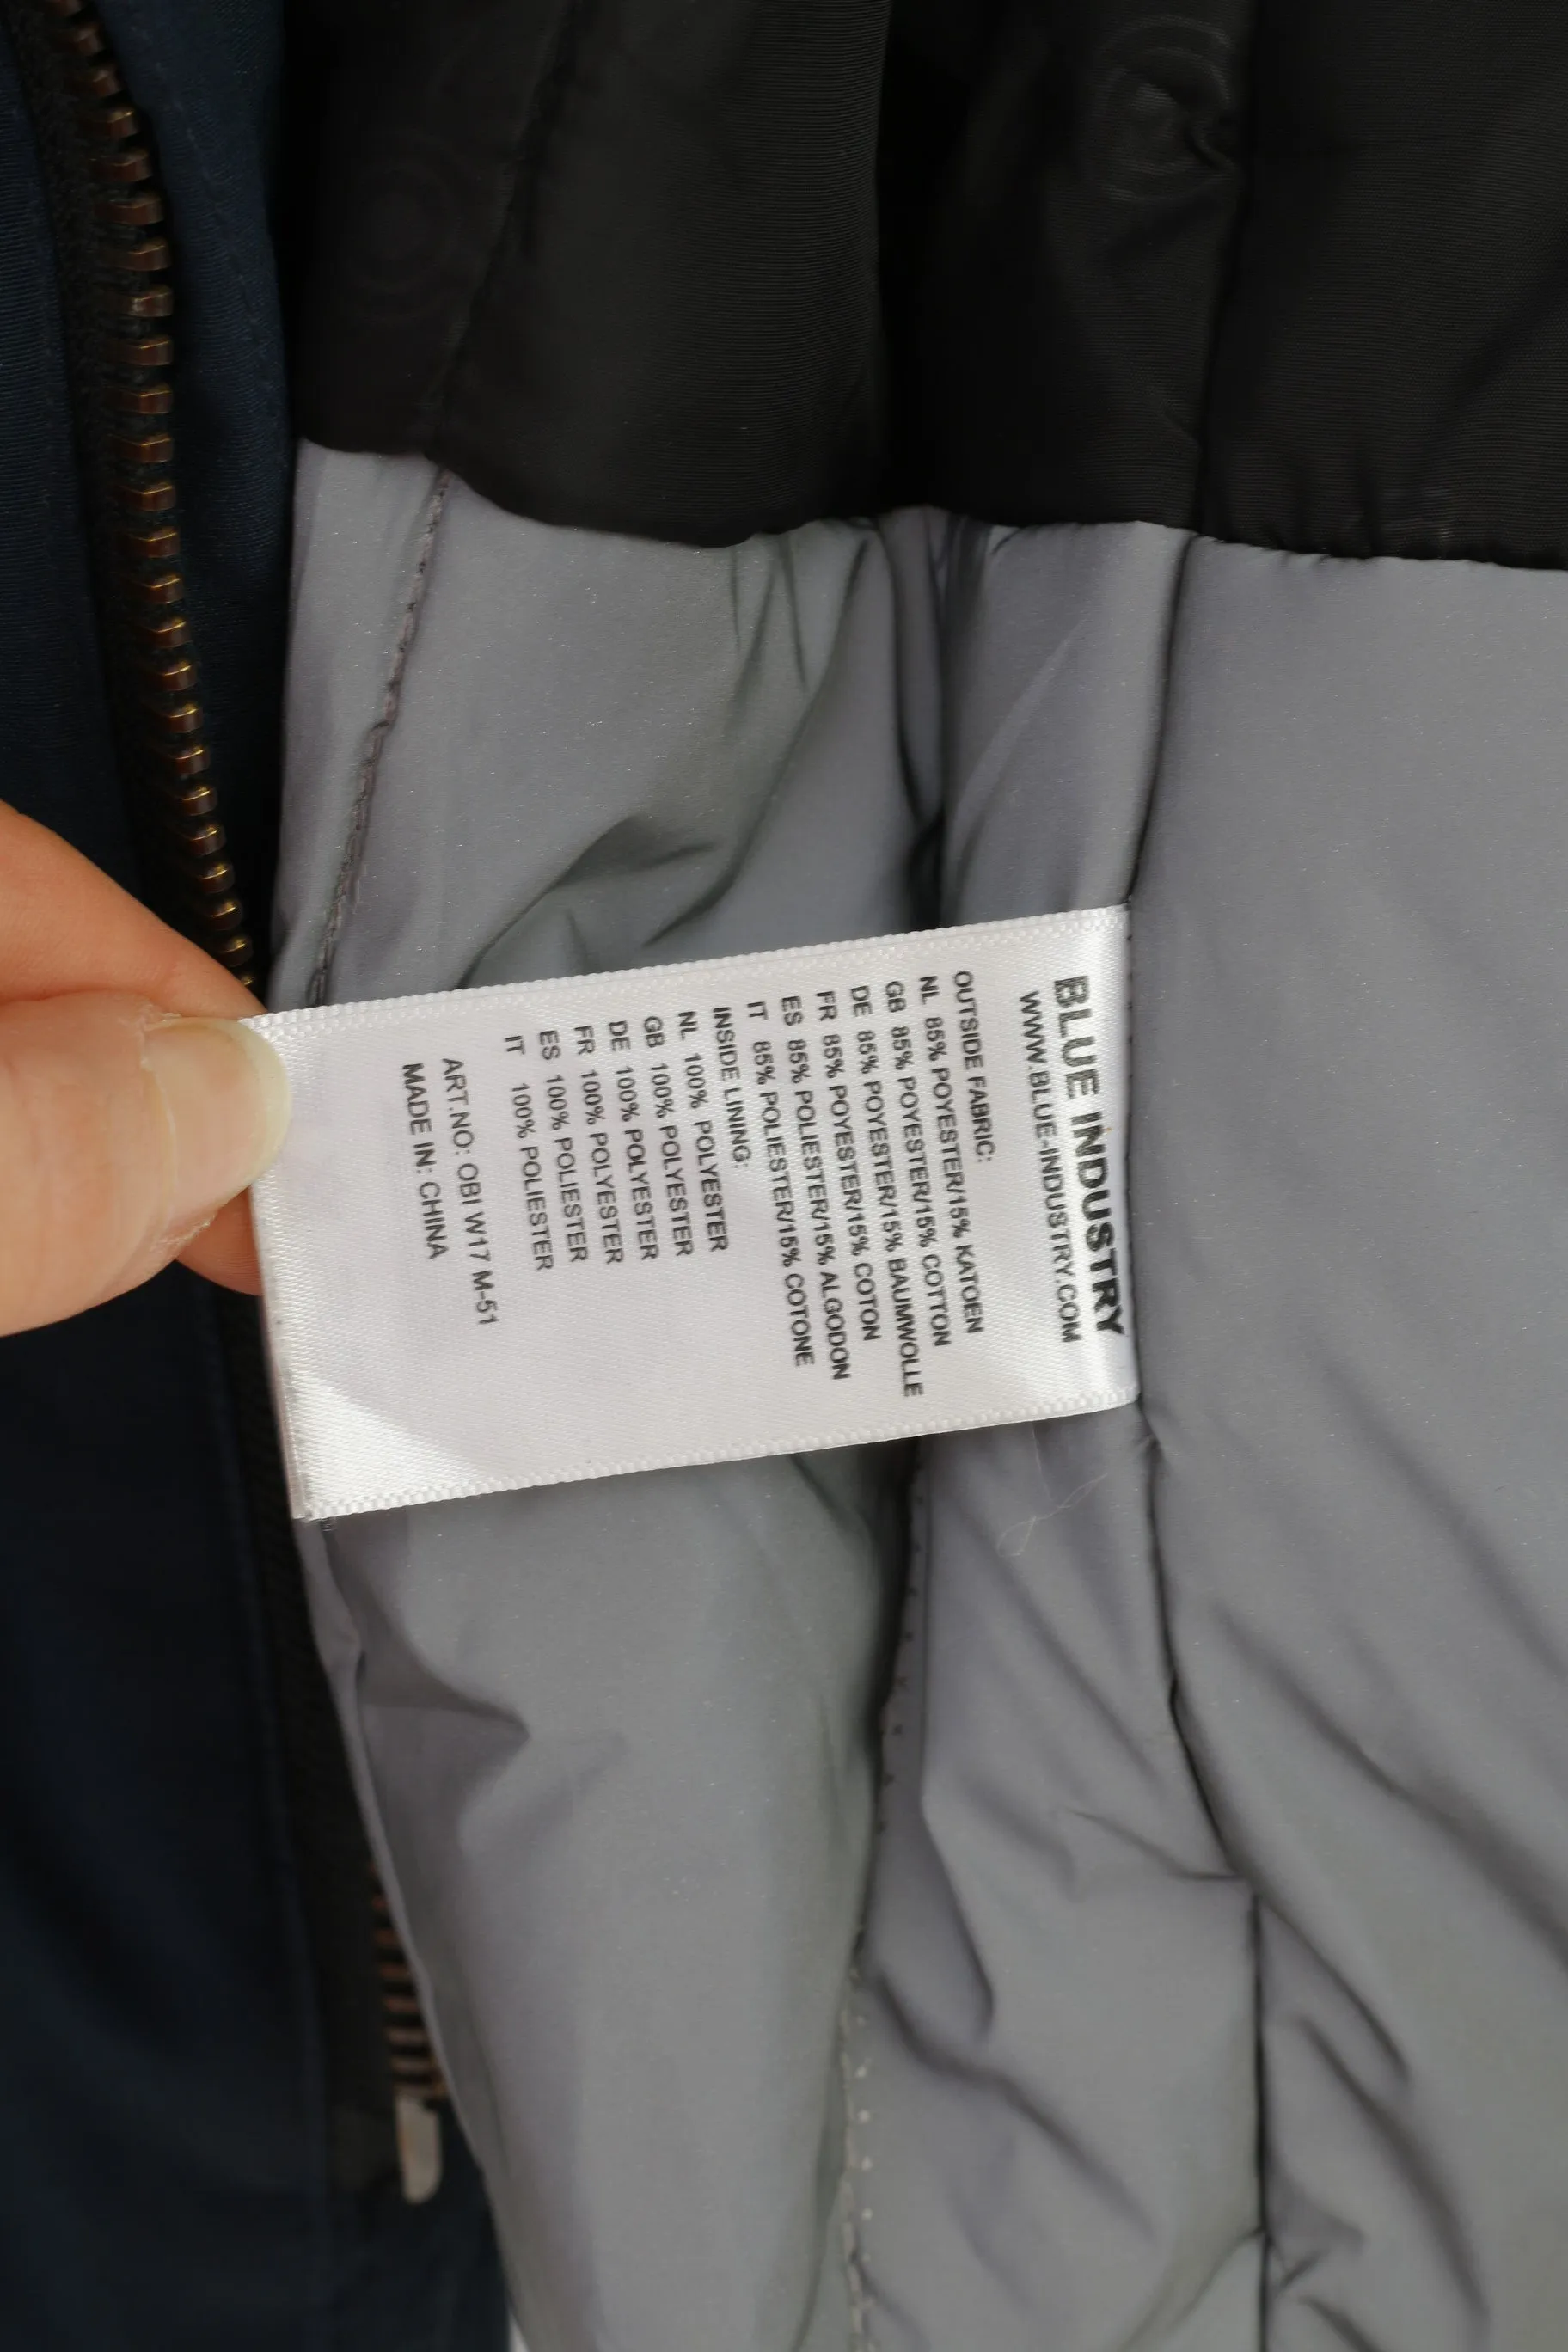 BLUE INDUSTRY
WWW.BLUE-INDUSTRY.COM
OUTSIDE FABRIC:
NL 85% POYESTER/15% KATOEN
GB 85% POYESTER/15% COTTON
DE 85% POYESTER/15% BAUMWOLLE
FR 85% POYESTER/15% COTON
ES 85% POLIESTER/15% ALGODON
IT 85% POLIESTER/15% COTONE
INSIDE LINING:
NL 100% POLYESTER
GB 100% POLYESTER
DE 100% POLYESTER
FR 100% POLYESTER
ES 100% POLIESTER
IT 100% POLIESTER
ART.NO: OBI W17 M-51
MADE IN: CHINA